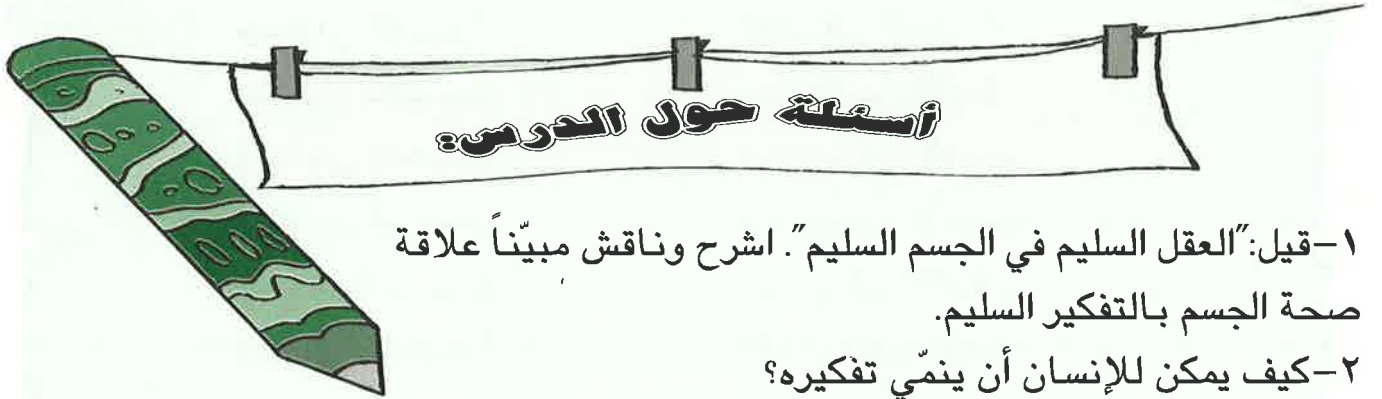 أسئلة حول الدرس:
١-قيل:"العقل السليم في الجسم السليم". اشرح وناقش مبيّناً علاقة
صحة الجسم بالتفكير السليم.
٢-كيف يمكن للإنسان أن ينمّي تفكيره؟